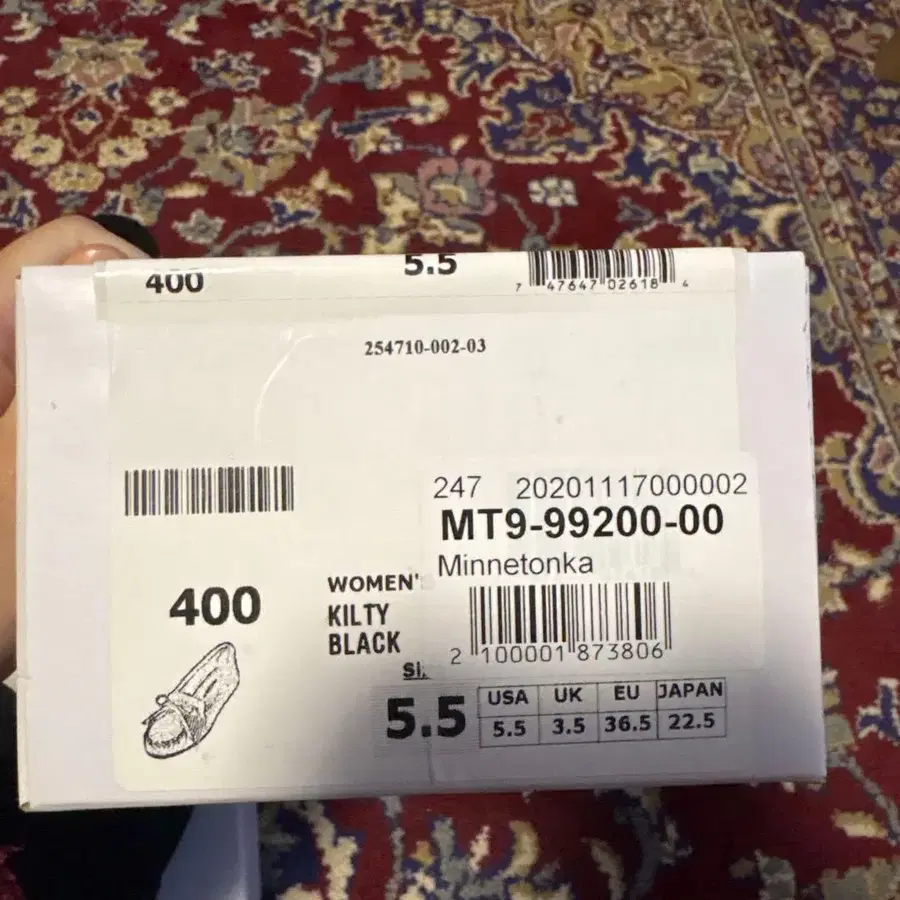 400 5.5
7 47647 02618 4
254710-002-03
247 20201117000002
MT9-99200-00
Minnetonka
2 100001 873806
400
WOMEN'
KILTY
BLACK
5.5
USA UK EU JAPAN
5.5 3.5 36.5 22.5